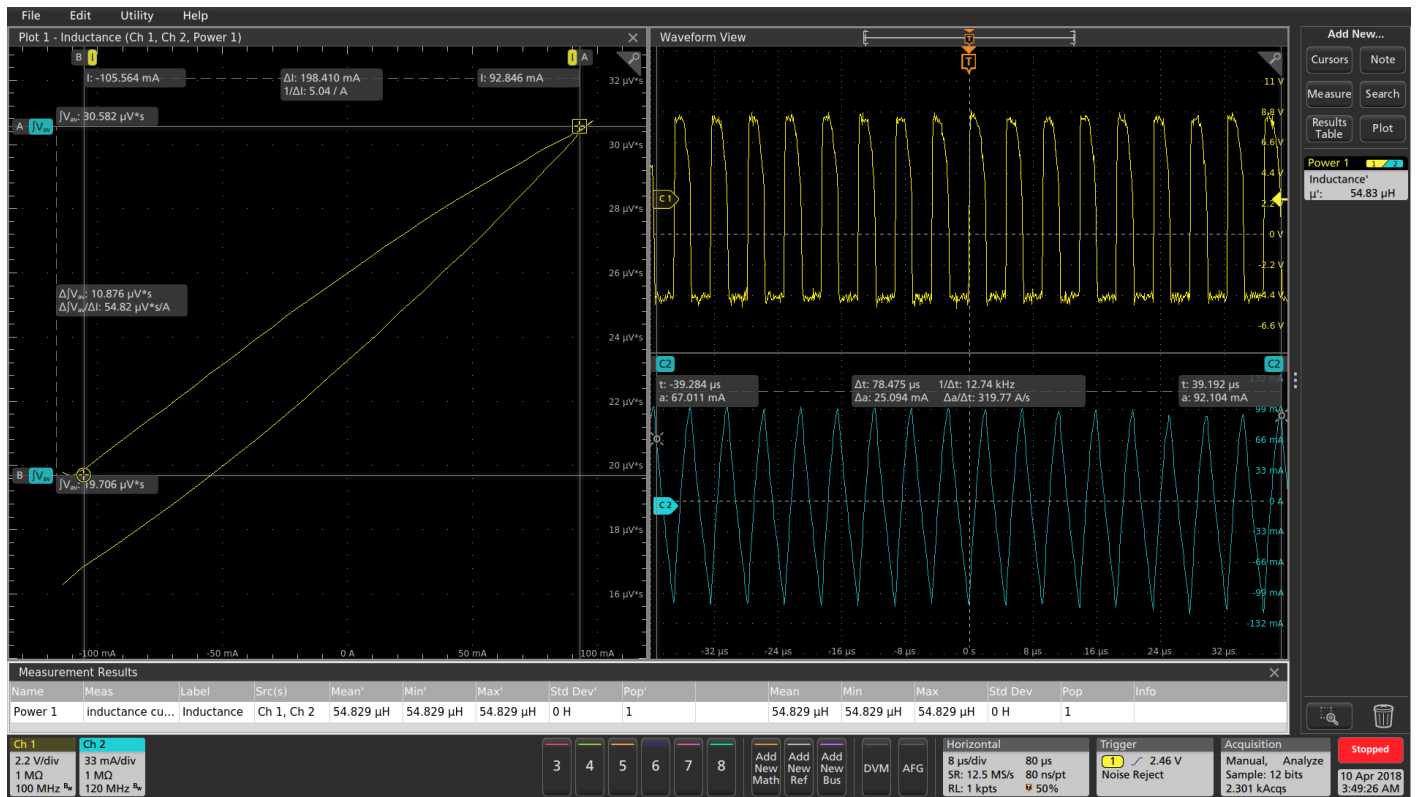 File Edit Utility Help
Plot 1 - Inductance (Ch 1, Ch 2, Power 1)
B I
I A
I: -105.564 mA
ΔI: 198.410 mA
1/ΔI: 5.04 / A
I: 92.846 mA
32 µV*s
∫Vav: 30.582 µV*s
A ∫Vav
30 µV*s
28 µV*s
26 µV*s
Δ∫Vav: 10.876 µV*s
Δ∫Vav/ΔI: 54.82 µV*s/A
24 µV*s
22 µV*s
20 µV*s
B ∫Vav
∫Vav: 19.706 µV*s
18 µV*s
16 µV*s
-100 mA -50 mA 0 A 50 mA 100 mA
Waveform View
T
T
11 V
8.8 V
6.6 V
4.4 V
C 1
2.2 V
0 V
-2.2 V
-4.4 V
-6.6 V
C2 C2
132 mA
t: -39.284 µs
a: 67.011 mA
Δt: 78.475 µs 1/Δt: 12.74 kHz
Δa: 25.094 mA Δa/Δt: 319.77 A/s
t: 39.192 µs
a: 92.104 mA
99 mA
66 mA
33 mA
C 2
0 A
-33 mA
-66 mA
-99 mA
-132 mA
-32 µs -24 µs -16 µs -8 µs 0 s 8 µs 16 µs 24 µs 32 µs
Add New...
Cursors Note
Measure Search
Results
Table
Plot
Power 1 1 2
Inductance'
µ': 54.83 µH
Measurement Results
Name Meas Label Src(s) Mean' Min' Max' Std Dev' Pop' Mean Min Max Std Dev Pop Info
Power 1 inductance cu... Inductance Ch 1, Ch 2 54.829 µH 54.829 µH 54.829 µH 0 H 1 54.829 µH 54.829 µH 54.829 µH 0 H 1
Ch 1
2.2 V/div
1 MΩ
100 MHz Bw
Ch 2
33 mA/div
1 MΩ
120 MHz Bw
3 4 5 6 7 8
Add
New
Math
Add
New
Ref
Add
New
Bus
DVM
AFG
Horizontal
8 µs/div 80 µs
SR: 12.5 MS/s 80 ns/pt
RL: 1 kpts 50%
Trigger
1 2.46 V
Noise Reject
Acquisition
Manual, Analyze
Sample: 12 bits
2.301 kAcqs
Stopped
10 Apr 2018
3:49:26 AM